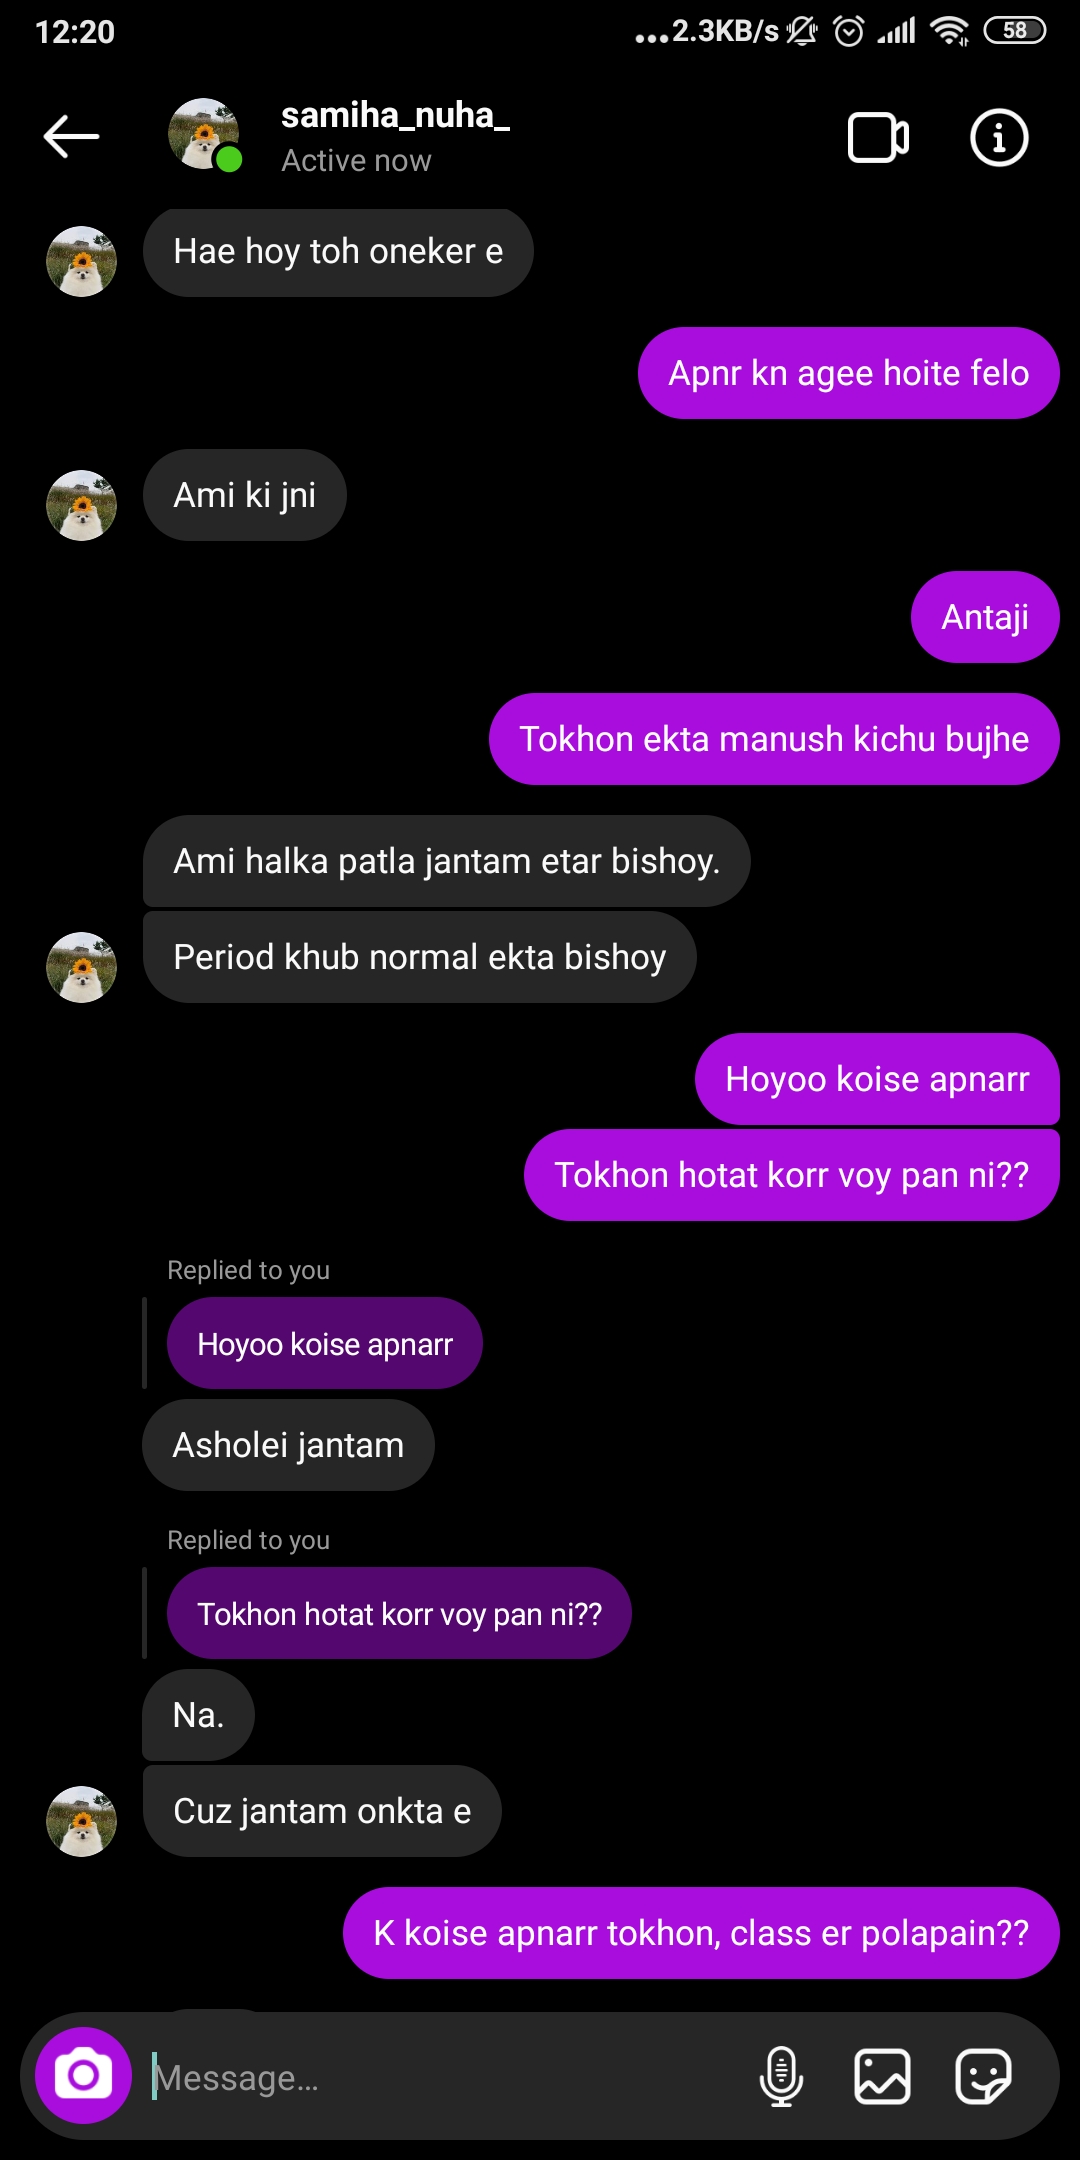 12:20
...2.3KB/s
58
samiha_nuha_
Active now
Hae hoy toh oneker e
Apnr kn agee hoite felo
Ami ki jni
Antaji
Tokhon ekta manush kichu bujhe
Ami halka patla jantam etar bishoy.
Period khub normal ekta bishoy
Hoyoo koise apnarr
Tokhon hotat korr voy pan ni??
Replied to you
Hoyoo koise apnarr
Asholei jantam
Replied to you
Tokhon hotat korr voy pan ni??
Na.
Cuz jantam onkta e
K koise apnarr tokhon, class er polapain??
Message...